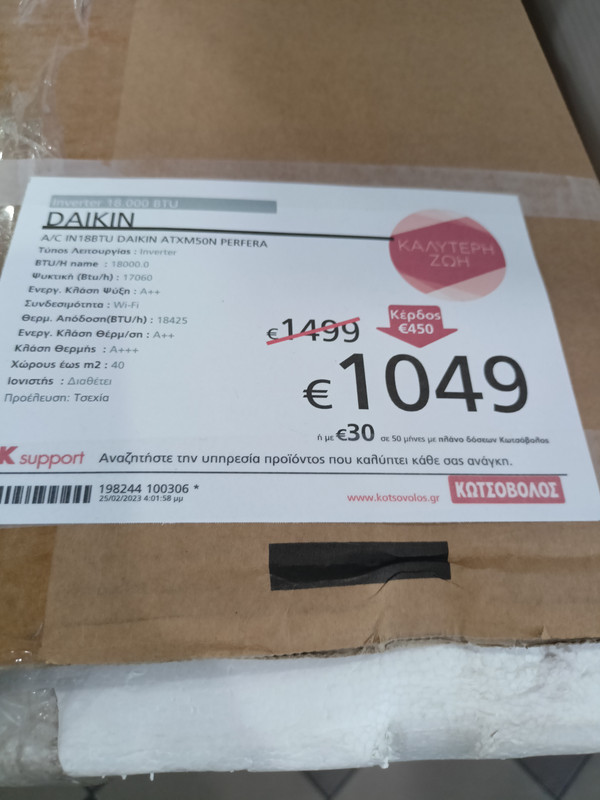 Inverter 18.000 BTU
DAIKIN
A/C IN18BTU DAIKIN ATXM50N PERFERA
Τύπος Λειτουργίας : Inverter
BTU/H name : 18000.0
Ψυκτική (Btu/h) : 17060
Ενεργ. Κλάση Ψύξη : A++
Συνδεσιμότητα : Wi-Fi
Θερμ. Απόδοση(BTU/h) : 18425
Ενεργ. Κλάση Θέρμ/ση : A++
Κλάση Θερμής : A+++
Χώρους έως m2 : 40
Ιονιστής : Διαθέτει
Προέλευση: Τσεχία
ΚΑΛΥΤΕΡΗ
ΖΩΗ
€1499
Κέρδος
€450
€1049
ή με €30 σε 50 μήνες με πλάνο δόσεων Κωτσόβολος
K support Αναζητήστε την υπηρεσία προϊόντος που καλύπτει κάθε σας ανάγκη.
198244 100306 *
25/02/2023 4:01:58 μμ
www.kotsovolos.gr
ΚΩΤΣΟΒΟΛΟΣ